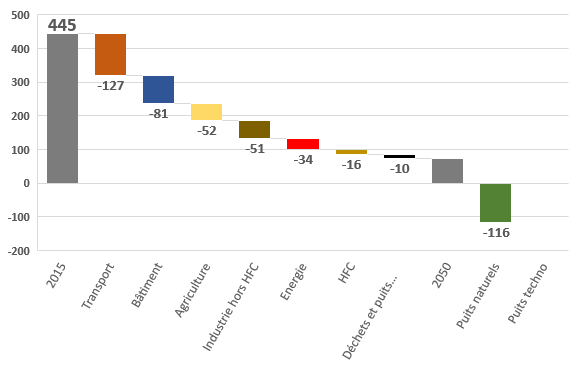 500
400
300
200
100
0
-100
-200
445
-127
-81
-52
-51
-34
-16
-10
-116
2015
Transport
Bâtiment
Agriculture
Industrie hors HFC
Energie
HFC
Déchets et puits...
2050
Puits naturels
Puits techno